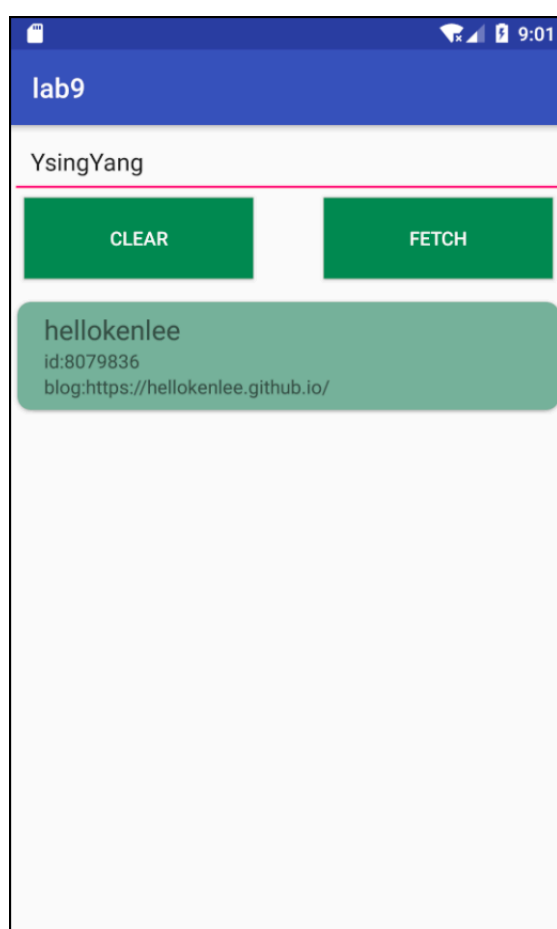 9:01
lab9
YsingYang
CLEAR FETCH
hellokenlee
id:8079836
blog:https://hellokenlee.github.io/